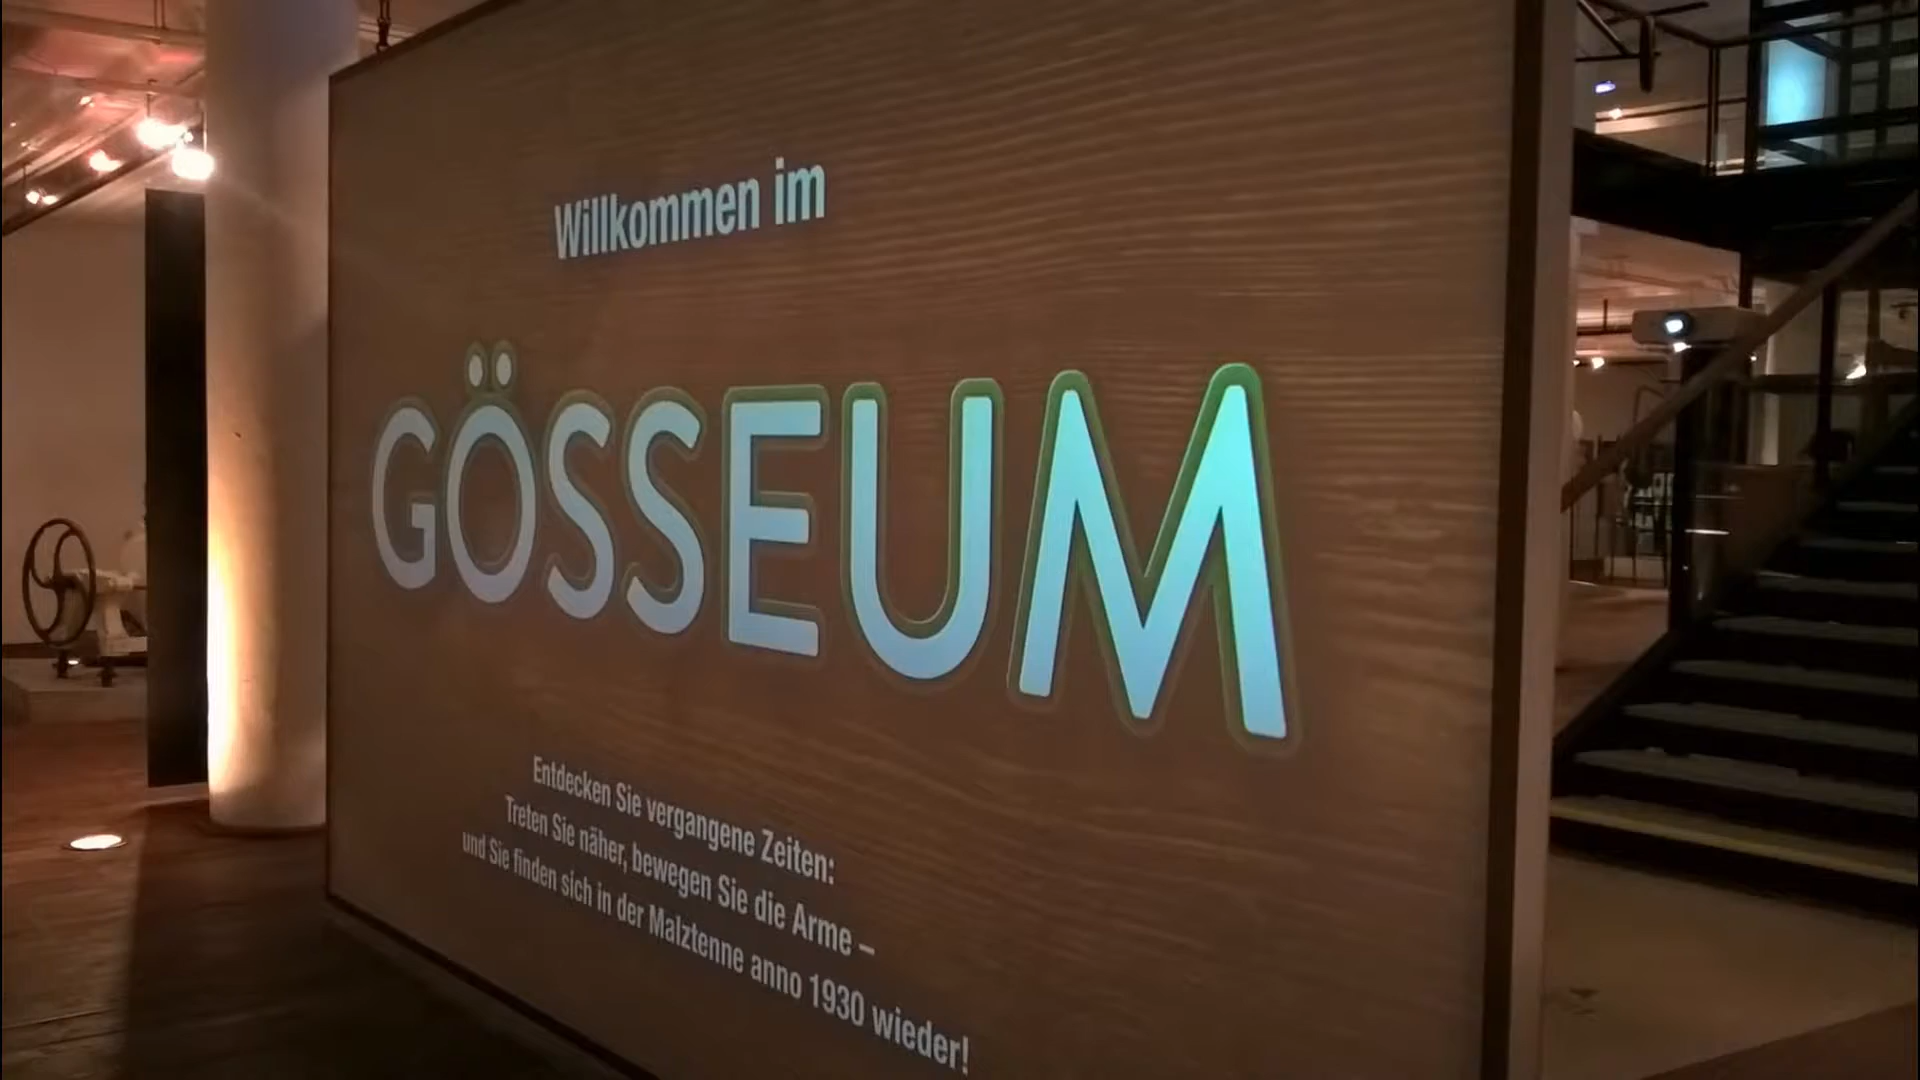 Willkommen im
GÖSSEUM
Entdecken Sie vergangene Zeiten:
Treten Sie näher, bewegen Sie die Arme –
und Sie finden sich in der Malztenne anno 1930 wieder!